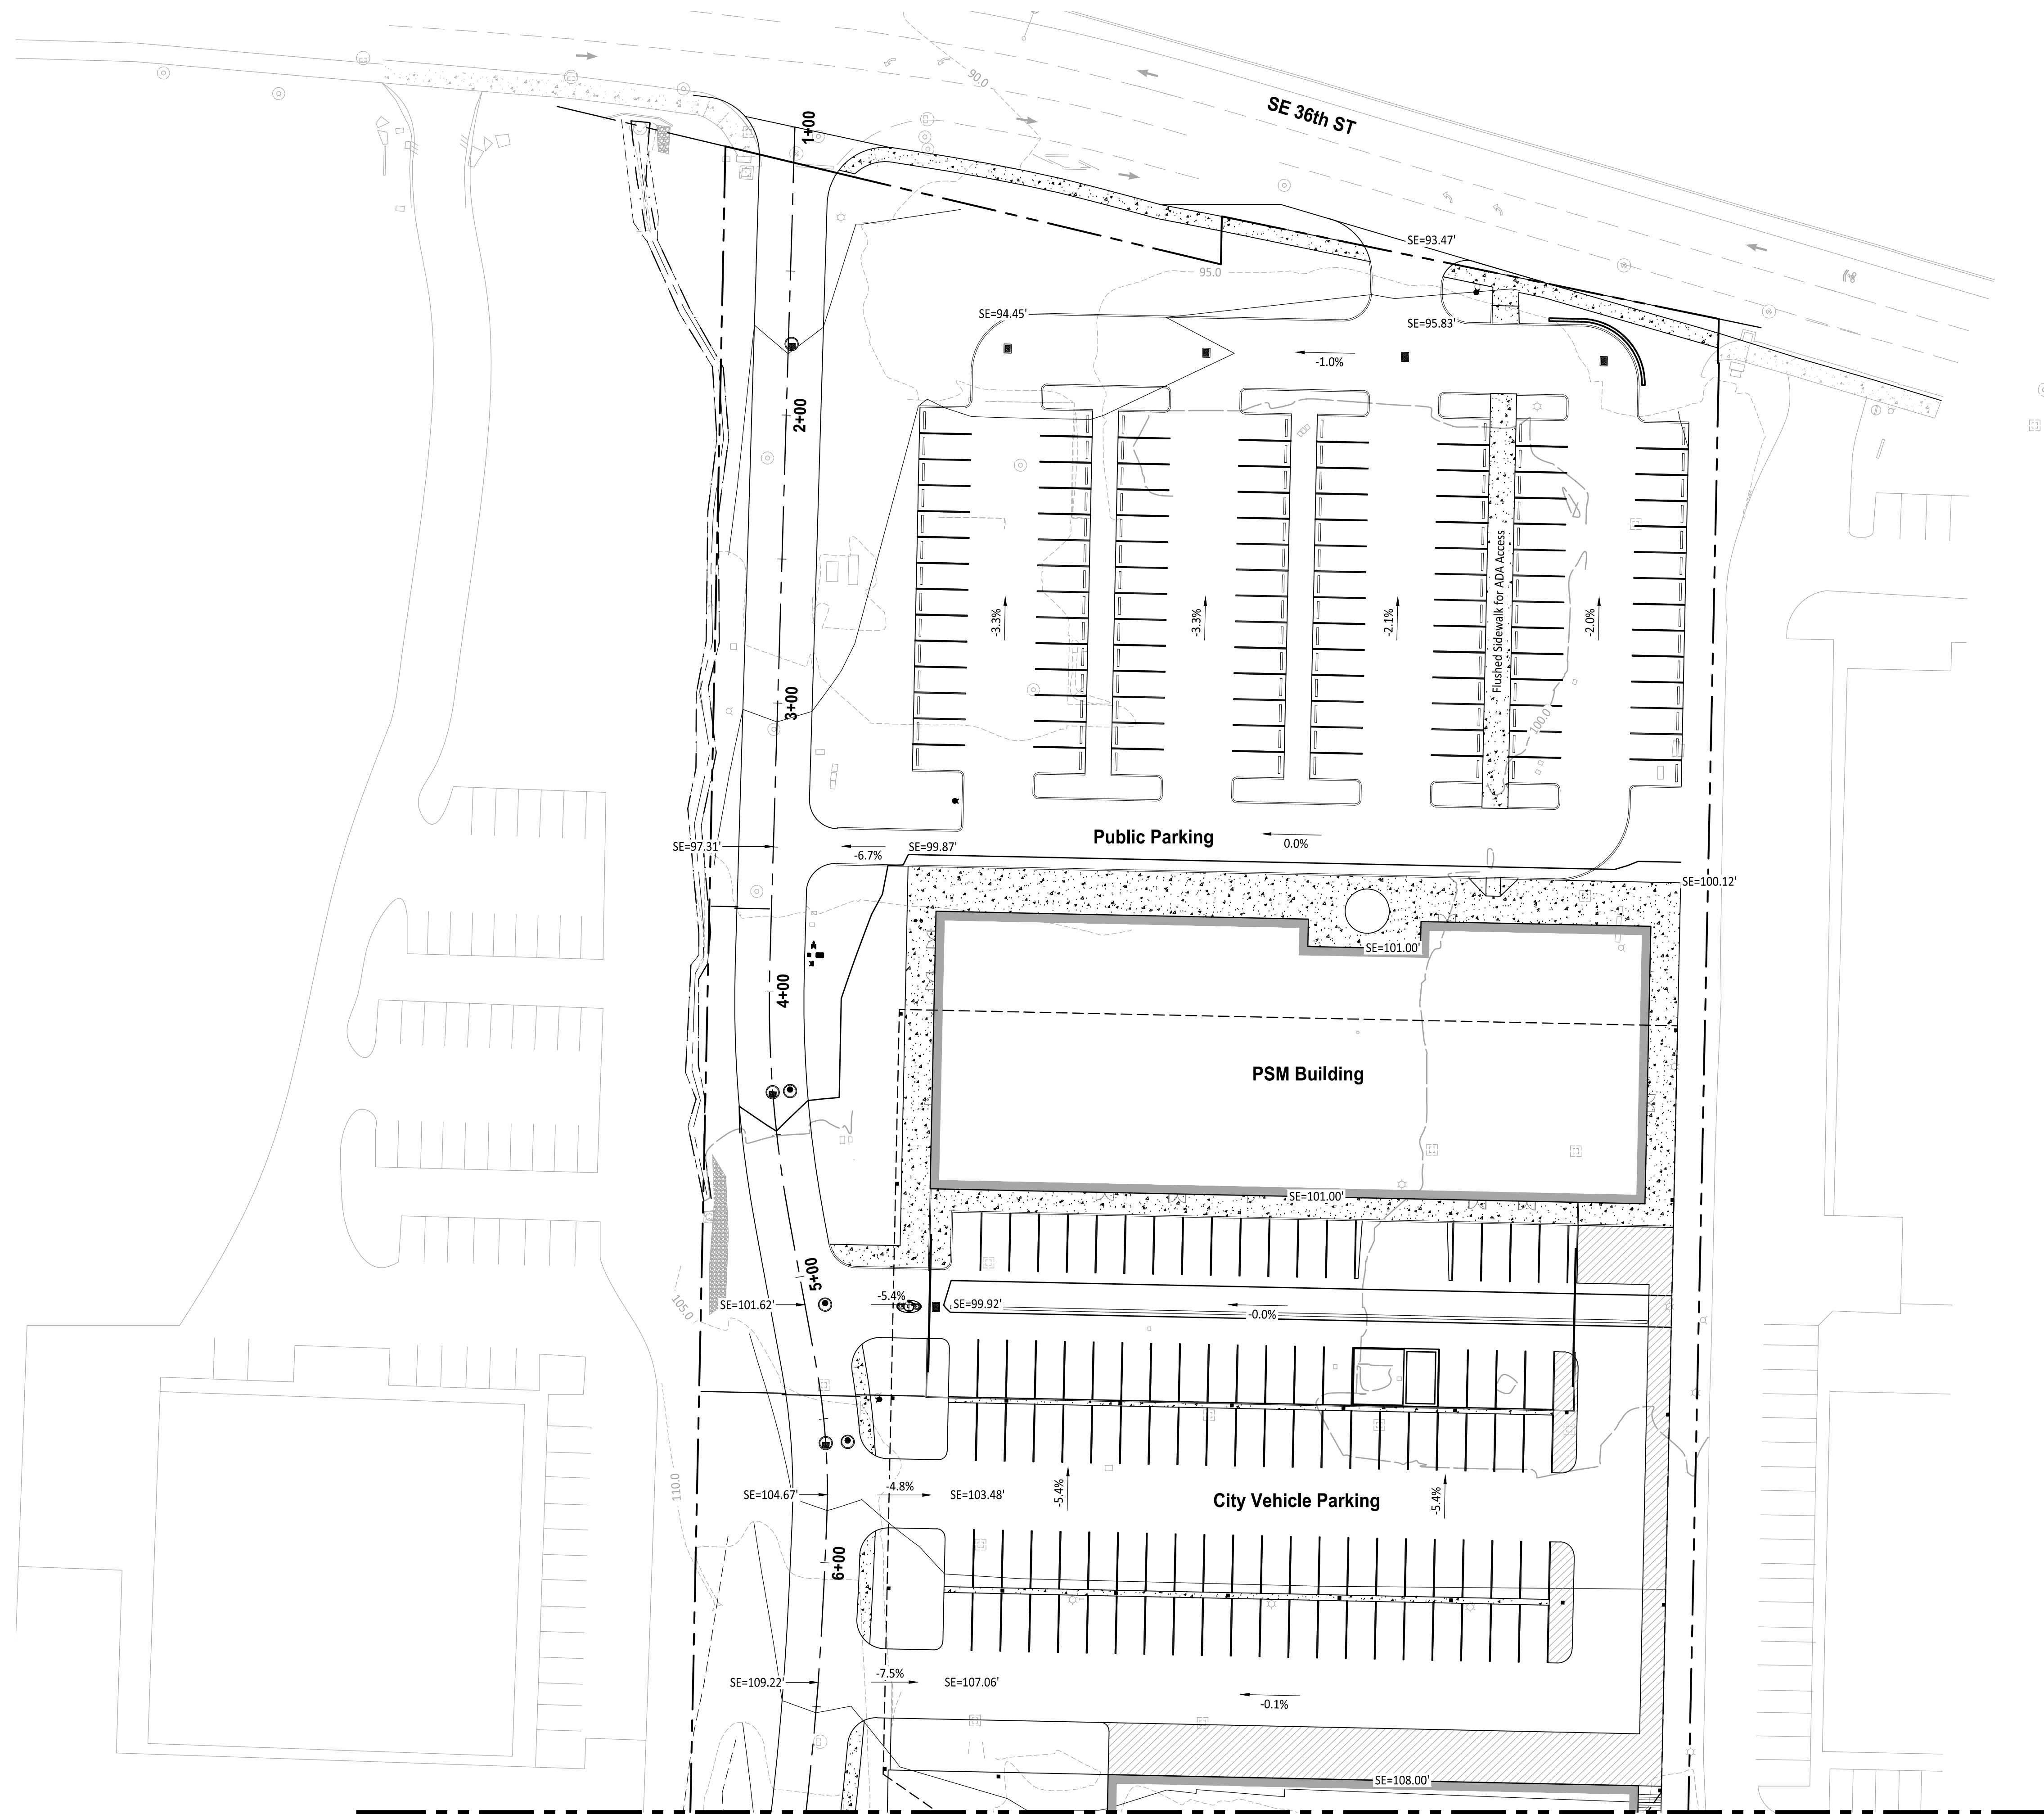 90.0
SE 36th ST
1+00
SE=93.47'
95.0
SE=94.45'
SE=95.83'
-1.0%
2+00
Flushed Sidewalk for ADA Access
-3.3%
-3.3%
-2.1%
-2.0%
3+00
100.0
Public Parking
0.0%
SE=97.31'
-6.7%
SE=99.87'
SE=100.12'
SE=101.00'
4+00
PSM Building
SE=101.00'
5+00
105.0
SE=101.62'
-5.4%
SE=99.92'
-0.0%
110.0
SE=104.67'
-4.8%
SE=103.48'
-5.4%
City Vehicle Parking
-5.4%
6+00
SE=109.22'
-7.5%
SE=107.06'
-0.1%
SE=108.00'